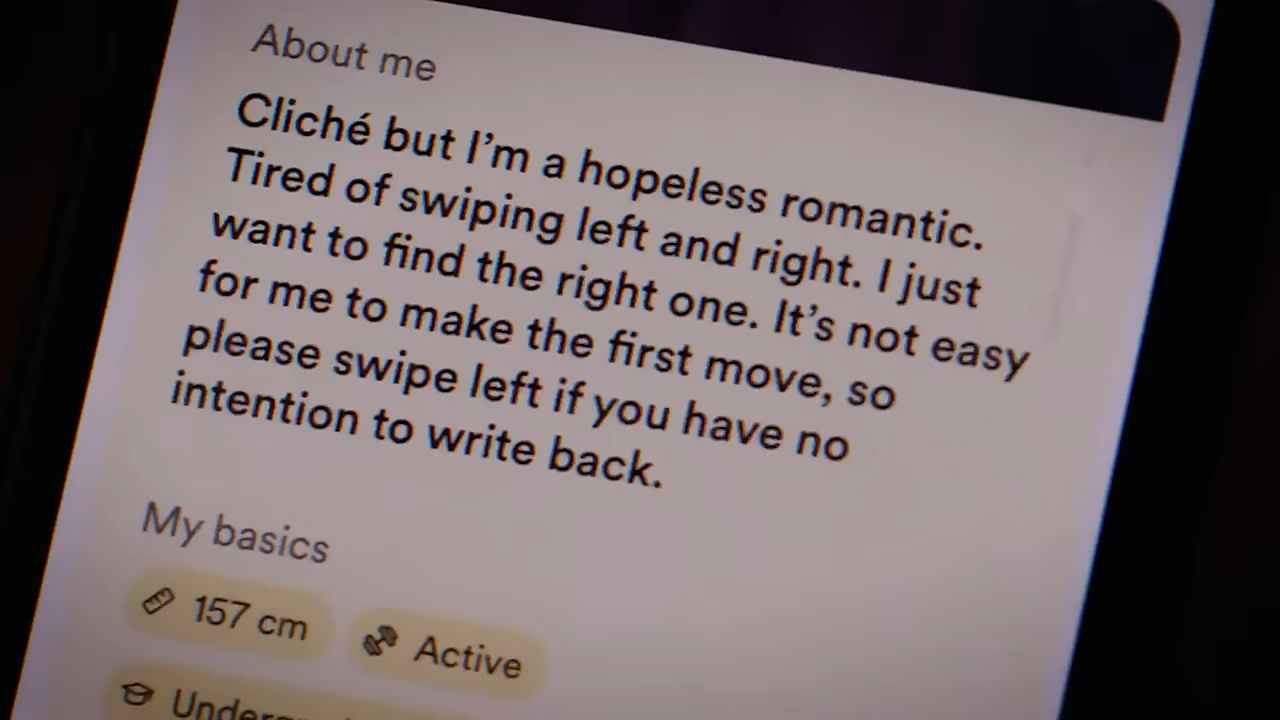 About me
Cliché but I'm a hopeless romantic.
Tired of swiping left and right. I just
want to find the right one. It's not easy
for me to make the first move, so
please swipe left if you have no
intention to write back.
My basics
157 cm
Active